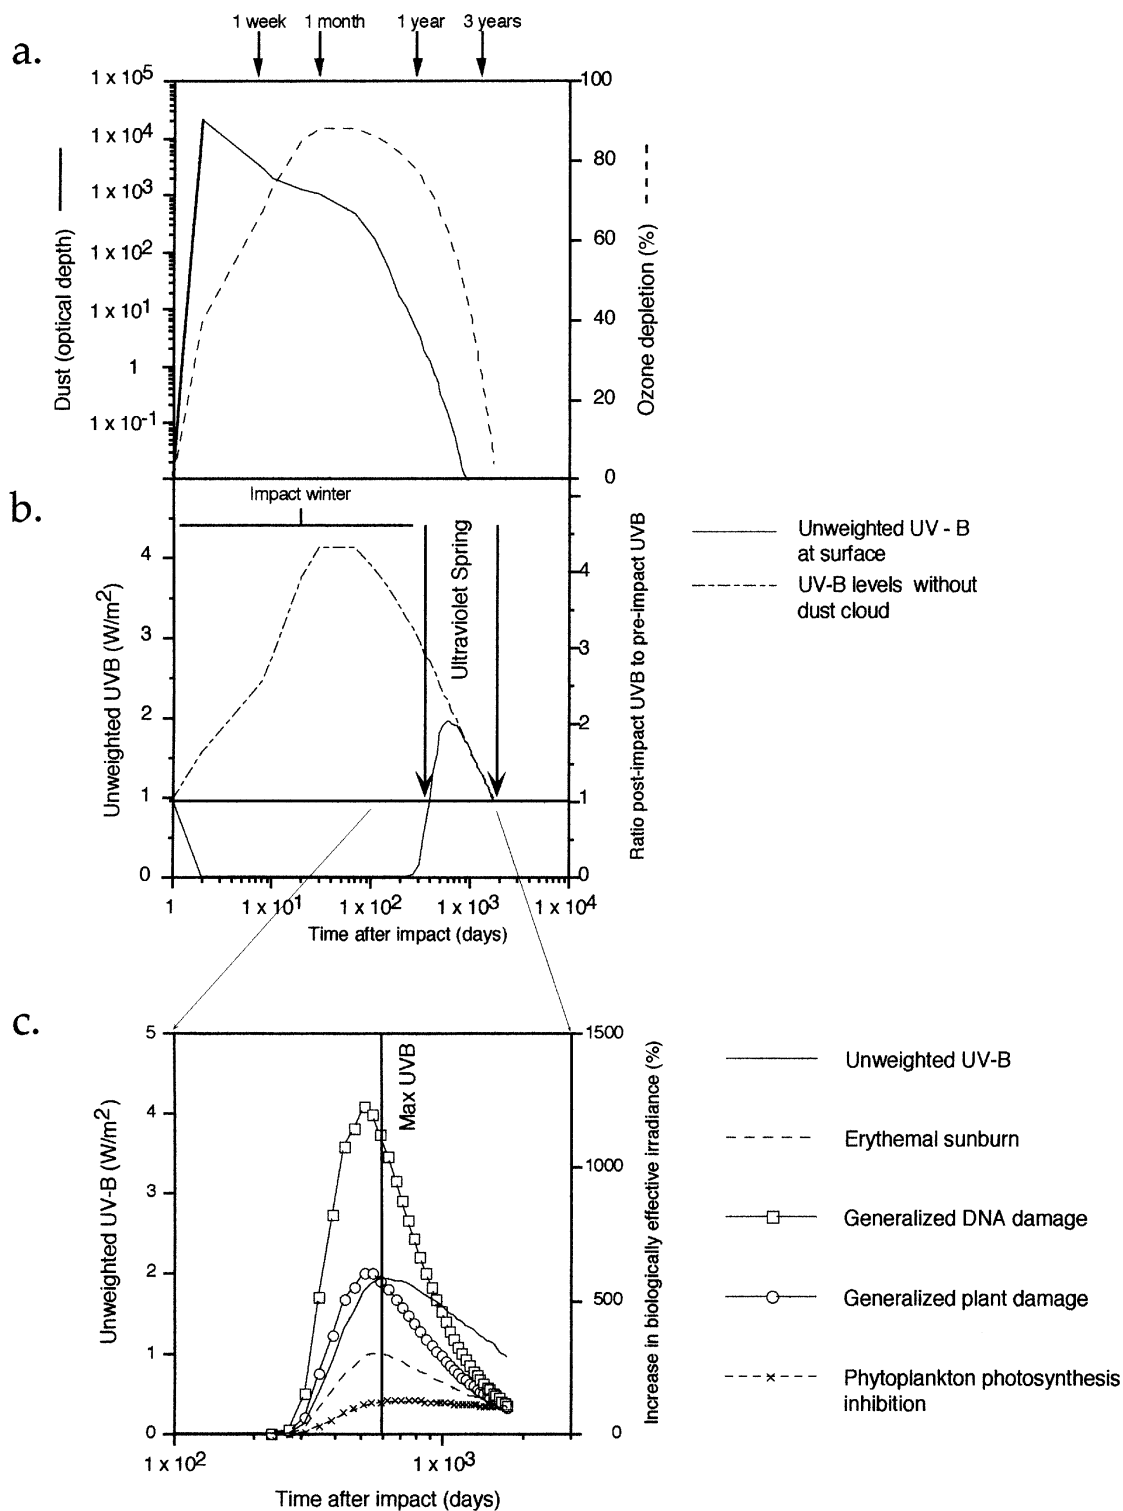 1 week 1 month 1 year 3 years
a.
1 x 10^5
1 x 10^4
1 x 10^3
1 x 10^2
1 x 10^1
1
1 x 10^-1
Dust (optical depth)
100
80
60
40
20
0
Ozone depletion (%)
b.
Impact winter
Ultraviolet Spring
4
3
2
1
0
Unweighted UVB (W/m^2)
4
3
2
1
0
Ratio post-impact UVB to pre-impact UVB
Unweighted UV - B
at surface
UV-B levels without
dust cloud
1 1 x 10^1 1 x 10^2 1 x 10^3 1 x 10^4
Time after impact (days)
c.
5
4
3
2
1
0
Unweighted UV-B (W/m^2)
Max UVB
1500
1000
500
0
Increase in biologically effective irradiance (%)
Unweighted UV-B
Erythemal sunburn
Generalized DNA damage
Generalized plant damage
Phytoplankton photosynthesis
inhibition
1 x 10^2 1 x 10^3
Time after impact (days)